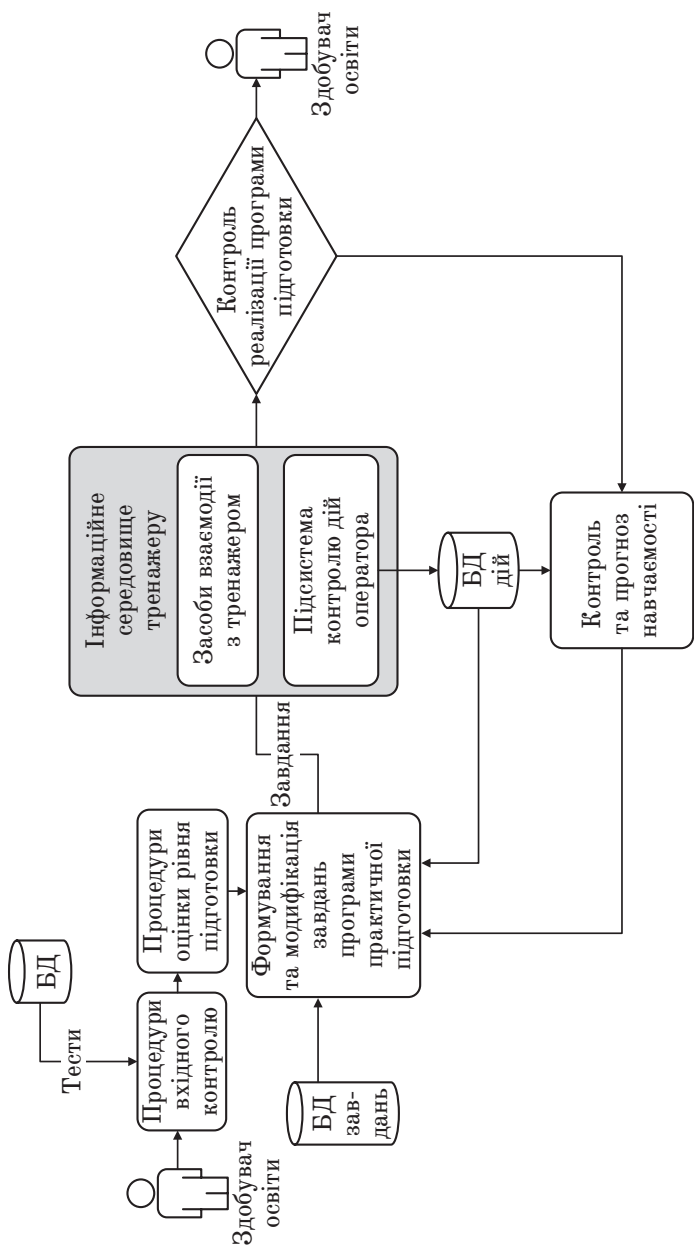 Здобувач
освіти
Процедури
вхідного
контролю
Тести
БД
Процедури
оцінки рівня
підготовки
БД
зав-
дань
Формування
та модифікація
завдань
програми
практичної
підготовки
Завдання
Інформаційне
середовище
тренажеру
Засоби взаємодії
з тренажером
Підсистема
контролю дій
оператора
БД
дій
Контроль
та прогноз
навчаємості
Контроль
реалізації програми
підготовки
Здобувач
освіти